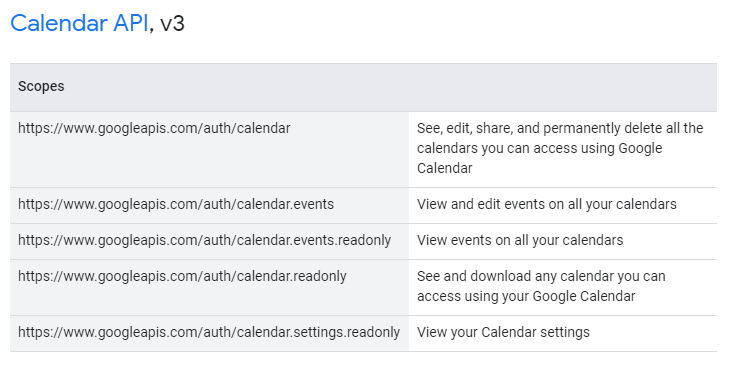 Calendar API, v3
Scopes
https://www.googleapis.com/auth/calendar
See, edit, share, and permanently delete all the
calendars you can access using Google
Calendar
https://www.googleapis.com/auth/calendar.events
View and edit events on all your calendars
https://www.googleapis.com/auth/calendar.events.readonly
View events on all your calendars
https://www.googleapis.com/auth/calendar.readonly
See and download any calendar you can
access using your Google Calendar
https://www.googleapis.com/auth/calendar.settings.readonly
View your Calendar settings